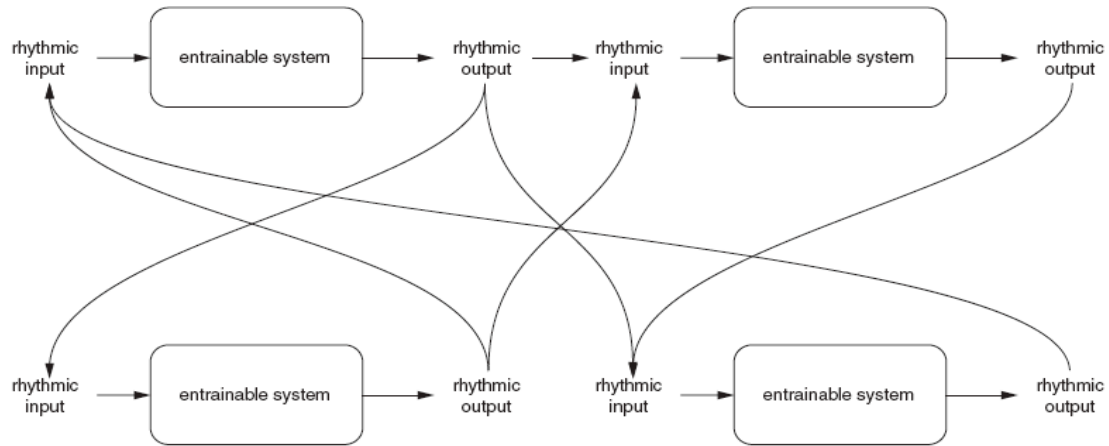 rhythmic
input
entrainable system
rhythmic
output
rhythmic
input
entrainable system
rhythmic
output
rhythmic
input
entrainable system
rhythmic
output
rhythmic
input
entrainable system
rhythmic
output